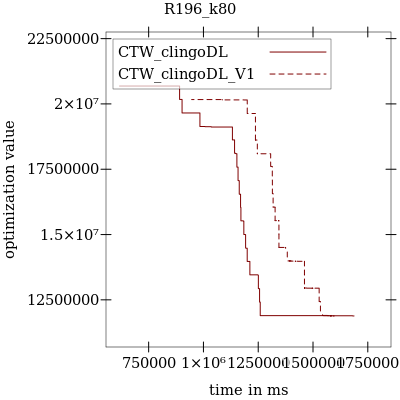 R196_k80
22500000
CTW_clingoDL
CTW_clingoDL_V1
2×10⁷
17500000
optimization value
1.5×10⁷
12500000
750000 1×10⁶ 1250000 1500000 1750000
time in ms